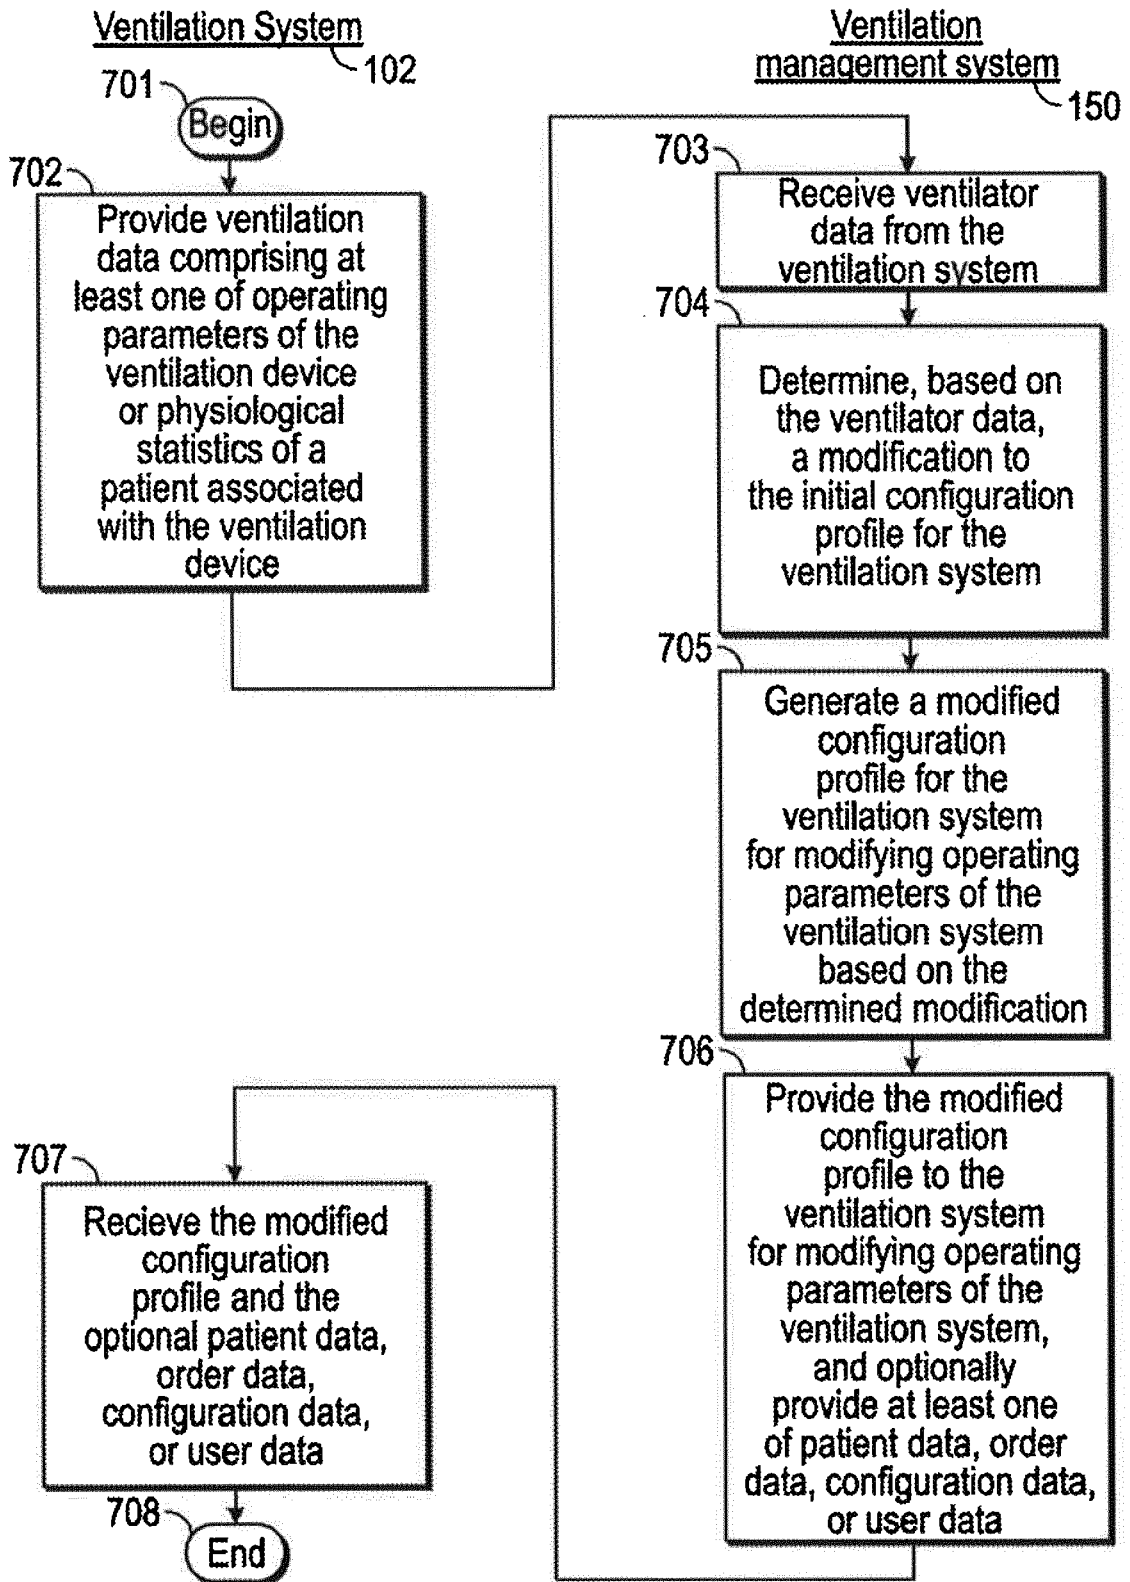 Ventilation System
102
701
Begin
702
Provide ventilation
data comprising at
least one of operating
parameters of the
ventilation device
or physiological
statistics of a
patient associated
with the ventilation
device
Ventilation
management system
150
703
Receive ventilator
data from the
ventilation system
704
Determine, based on
the ventilator data,
a modification to
the initial configuration
profile for the
ventilation system
705
Generate a modified
configuration
profile for the
ventilation system
for modifying operating
parameters of the
ventilation system
based on the
determined modification
706
Provide the modified
configuration
profile to the
ventilation system
for modifying operating
parameters of the
ventilation system,
and optionally
provide at least one
of patient data, order
data, configuration data,
or user data
707
Recieve the modified
configuration
profile and the
optional patient data,
order data,
configuration data,
or user data
708
End